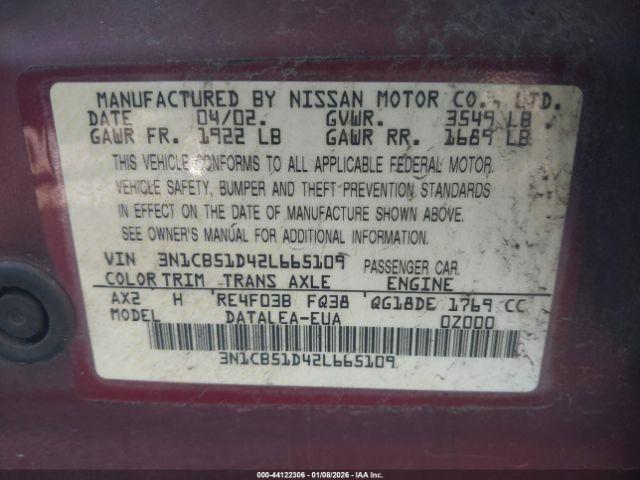 MANUFACTURED BY NISSAN MOTOR CO., LTD.
DATE 04/02. GVWR. 3549 LB
GAWR FR. 1922 LB GAWR RR. 1689 LB
THIS VEHICLE CONFORMS TO ALL APPLICABLE FEDERAL MOTOR
VEHICLE SAFETY, BUMPER AND THEFT PREVENTION STANDARDS
IN EFFECT ON THE DATE OF MANUFACTURE SHOWN ABOVE.
SEE OWNER'S MANUAL FOR ADDITIONAL INFORMATION.
VIN 3N1CB51D42L665109 PASSENGER CAR.
COLOR TRIM TRANS AXLE ENGINE
AX2 H RE4F03B FQ38 QG18DE 1769 CC
MODEL DATALEA-EUA 0Z000
3N1CB51D42L665109
000-44122306 - 01/08/2026 - IAAI Inc.